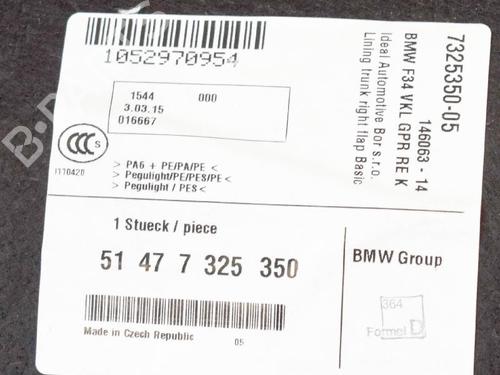 1052970954
1544 000
3.03.15
016667
CCC S
I110420
> PA6 + PE/PA/PE <
> Pegulight/PE/PES/PE <
> Pegulight / PES <
7325350-05
146063 - 14
BMW F34 VKL GPR RE K
Ideal Automotive Bor s.r.o.
Lining trunk right flap Basic
1 Stueck / piece
51 47 7 325 350
Made in Czech Republic 05
BMW Group
364
Formel D